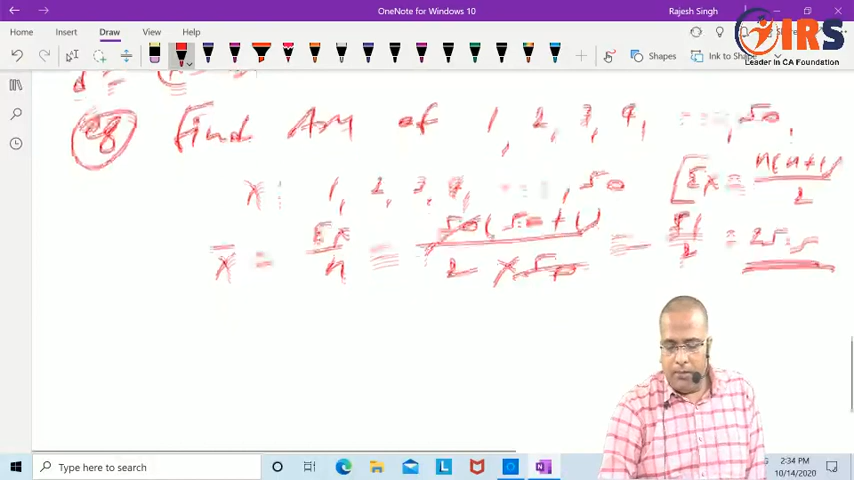 OneNote for Windows 10
Rajesh Singh
Home Insert Draw View Help
Shapes
Ink to Shape
IRS
Leader In CA Foundation
Q8 Find AM of 1, 2, 3, 4, ---, 50.
X: 1, 2, 3, 4, ---, 50 [Σx = n(n+1)/2
x̄ = Σx/n = 50(50+1)/2×50 = 51/2 = 25.5
Type here to search
2:34 PM
10/14/2020